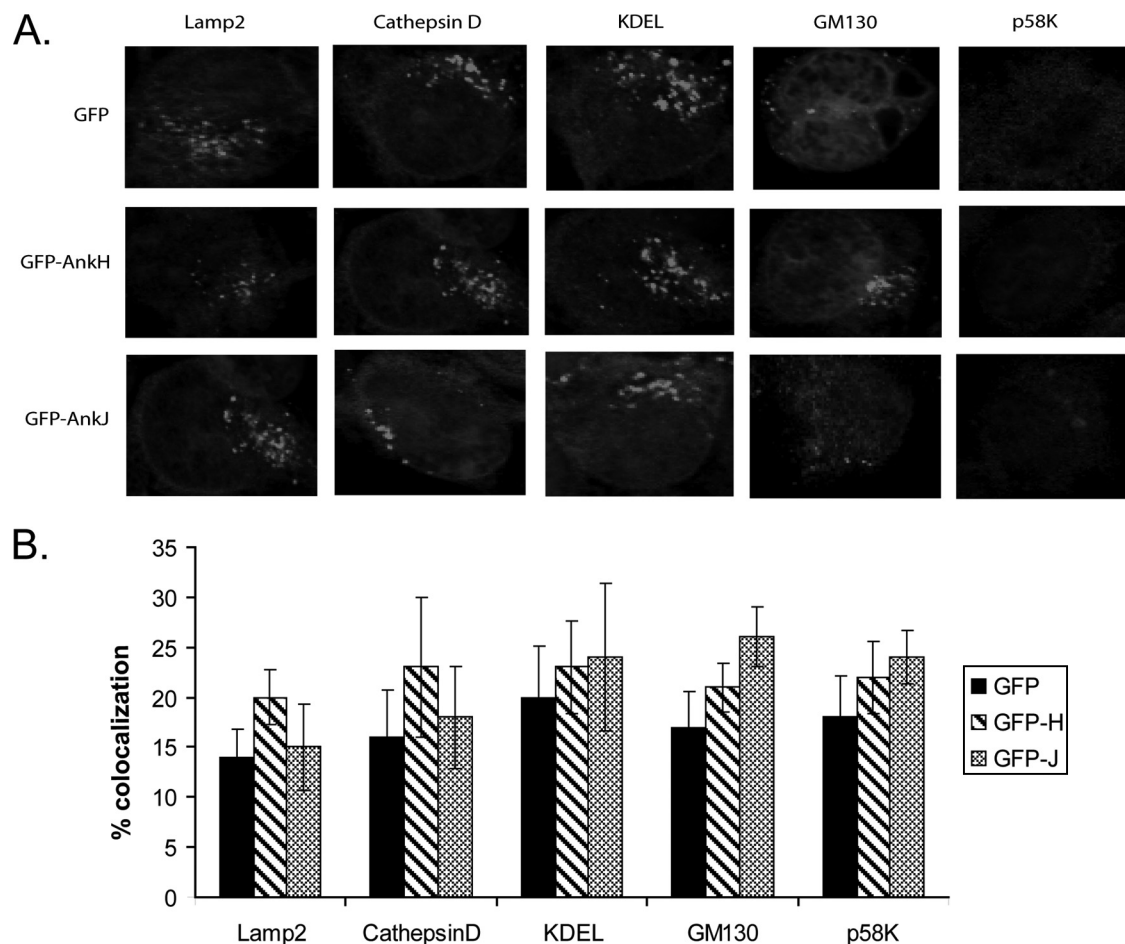 A.
Lamp2 Cathepsin D KDEL GM130 p58K
GFP
GFP-AnkH
GFP-AnkJ
B.
% colocalization
35
30
25
20
15
10
5
0
Lamp2 CathepsinD KDEL GM130 p58K
GFP
GFP-H
GFP-J